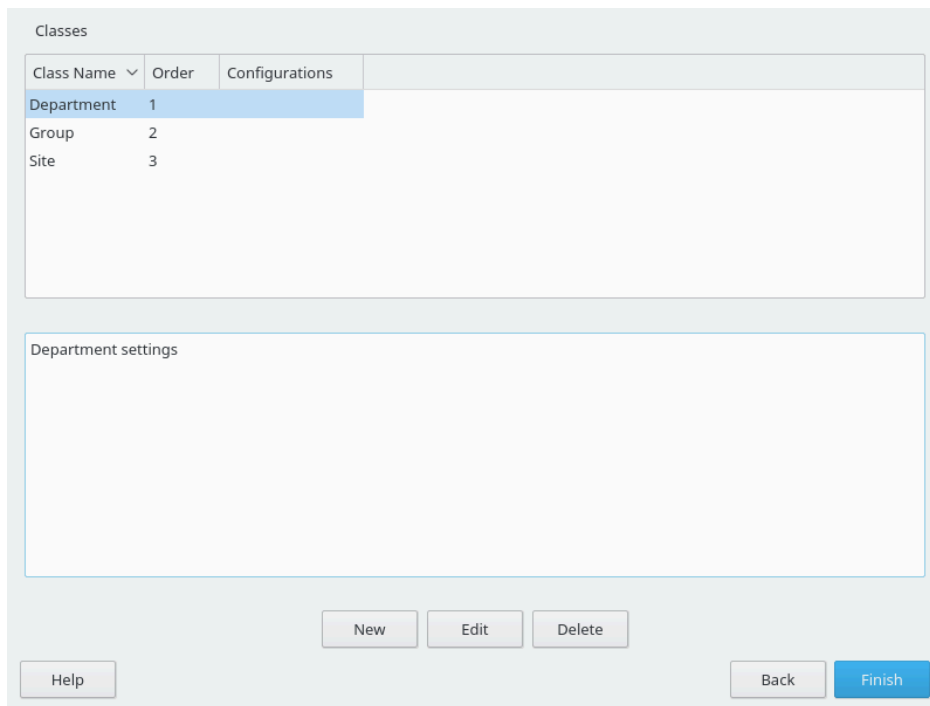 Classes
Class Name Order Configurations
Department 1
Group 2
Site 3
Department settings
New Edit Delete
Help Back Finish